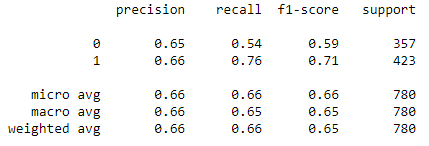 precision recall f1-score support
0 0.65 0.54 0.59 357
1 0.66 0.76 0.71 423
micro avg 0.66 0.66 0.66 780
macro avg 0.66 0.65 0.65 780
weighted avg 0.66 0.66 0.65 780